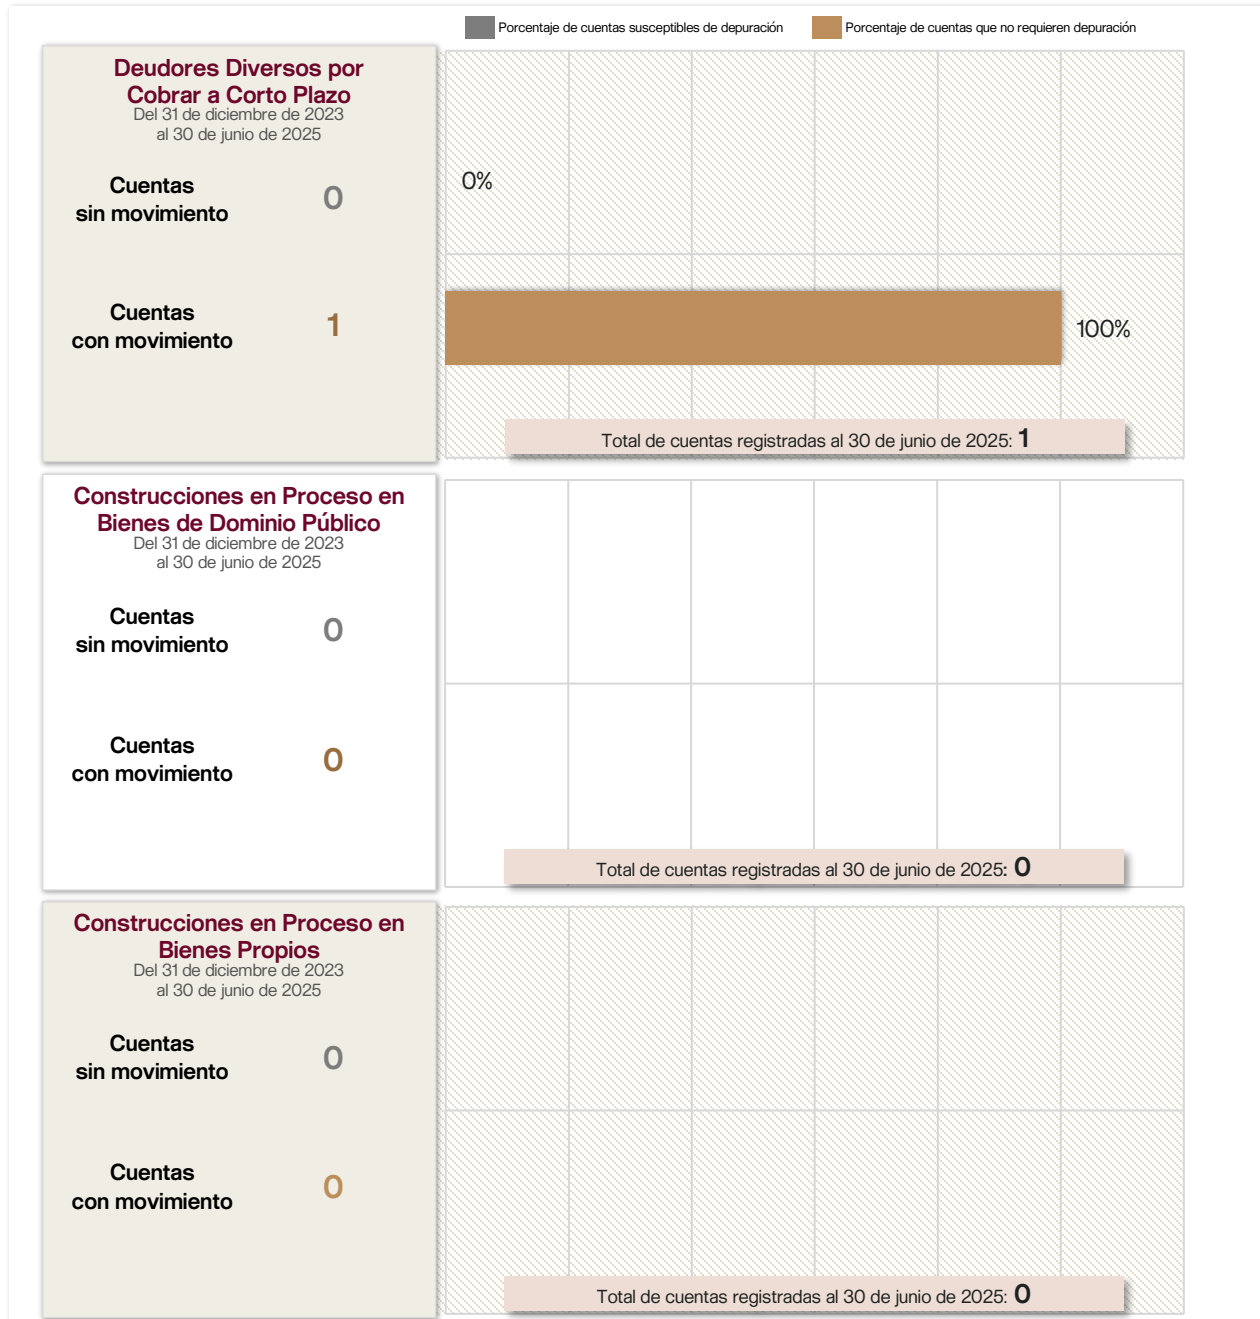 Porcentaje de cuentas susceptibles de depuración
Porcentaje de cuentas que no requieren depuración
Deudores Diversos por
Cobrar a Corto Plazo
Del 31 de diciembre de 2023
al 30 de junio de 2025
Cuentas
sin movimiento
0
0%
Cuentas
con movimiento
1
100%
Total de cuentas registradas al 30 de junio de 2025: 1
Construcciones en Proceso en
Bienes de Dominio Público
Del 31 de diciembre de 2023
al 30 de junio de 2025
Cuentas
sin movimiento
0
Cuentas
con movimiento
0
Total de cuentas registradas al 30 de junio de 2025: 0
Construcciones en Proceso en
Bienes Propios
Del 31 de diciembre de 2023
al 30 de junio de 2025
Cuentas
sin movimiento
0
Cuentas
con movimiento
0
Total de cuentas registradas al 30 de junio de 2025: 0